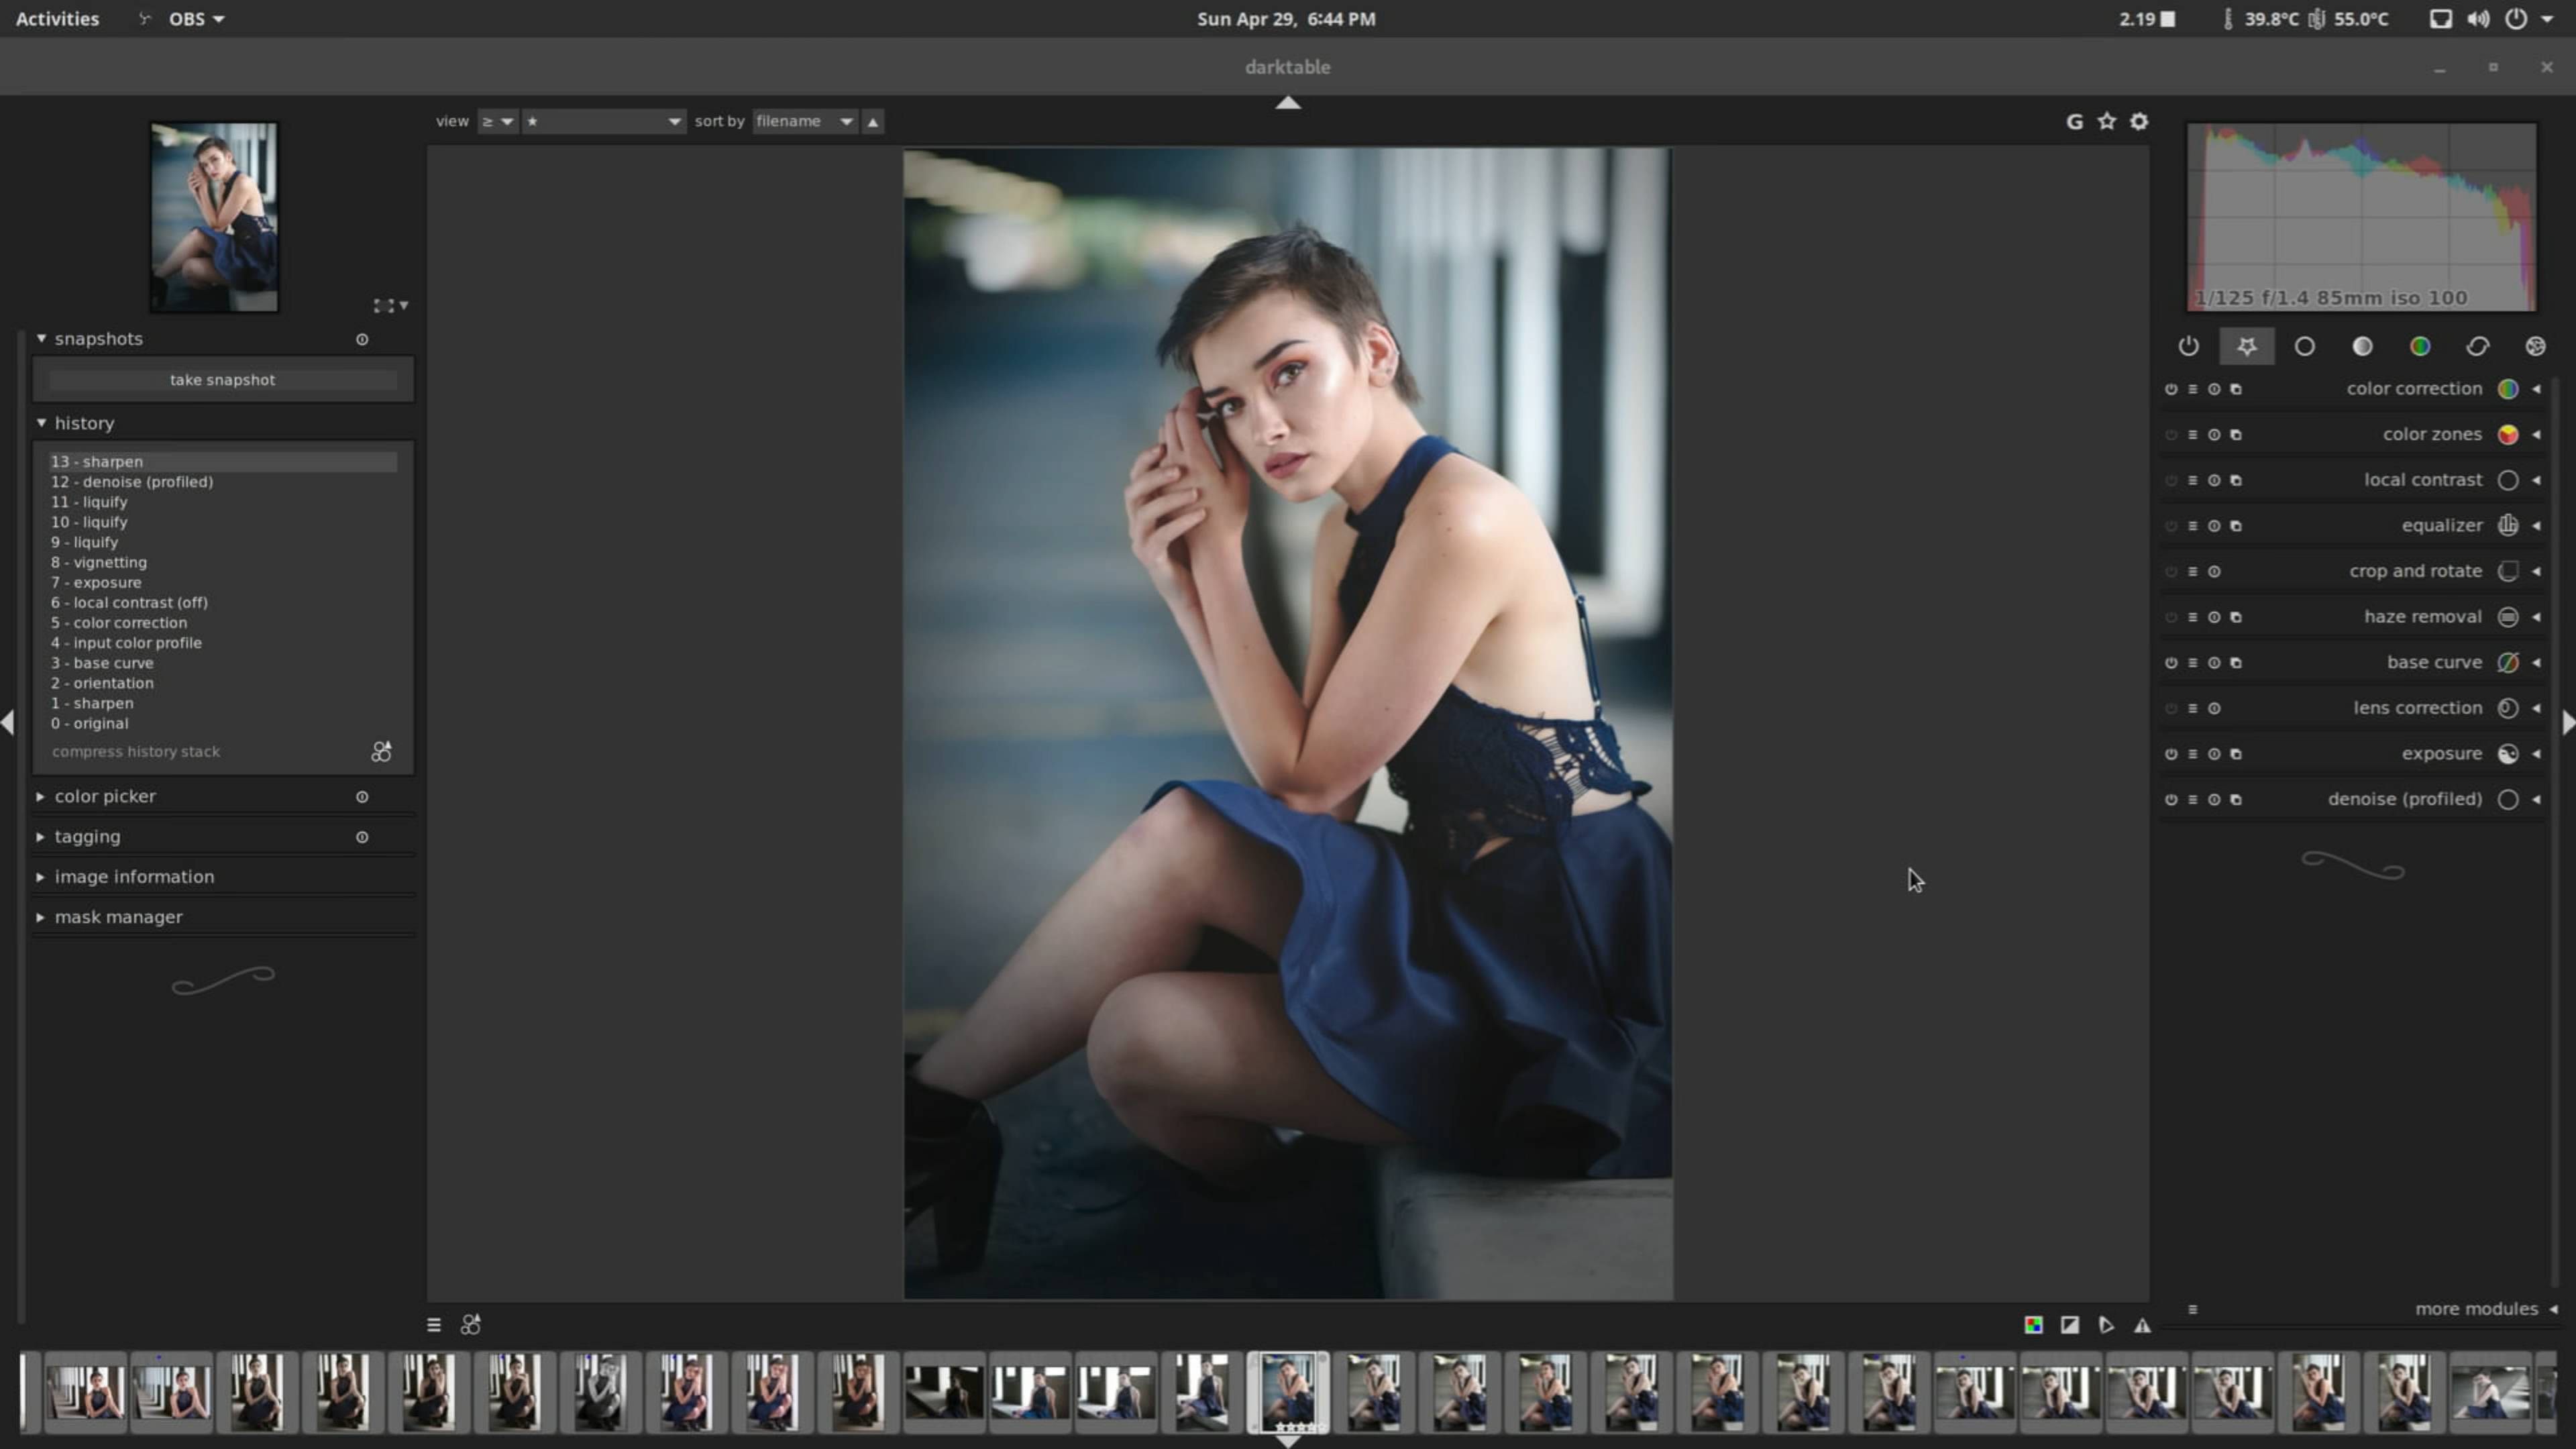 Activities OBS Sun Apr 29, 6:44 PM 2.19 39.8°C 55.0°C
darktable
view ≥ ★ sort by filename ▲ G
1/125 f/1.4 85mm iso 100
snapshots
take snapshot
history
13 - sharpen
12 - denoise (profiled)
11 - liquify
10 - liquify
9 - liquify
8 - vignetting
7 - exposure
6 - local contrast (off)
5 - color correction
4 - input color profile
3 - base curve
2 - orientation
1 - sharpen
0 - original
compress history stack
color picker
tagging
image information
mask manager
color correction
color zones
local contrast
equalizer
crop and rotate
haze removal
base curve
lens correction
exposure
denoise (profiled)
more modules